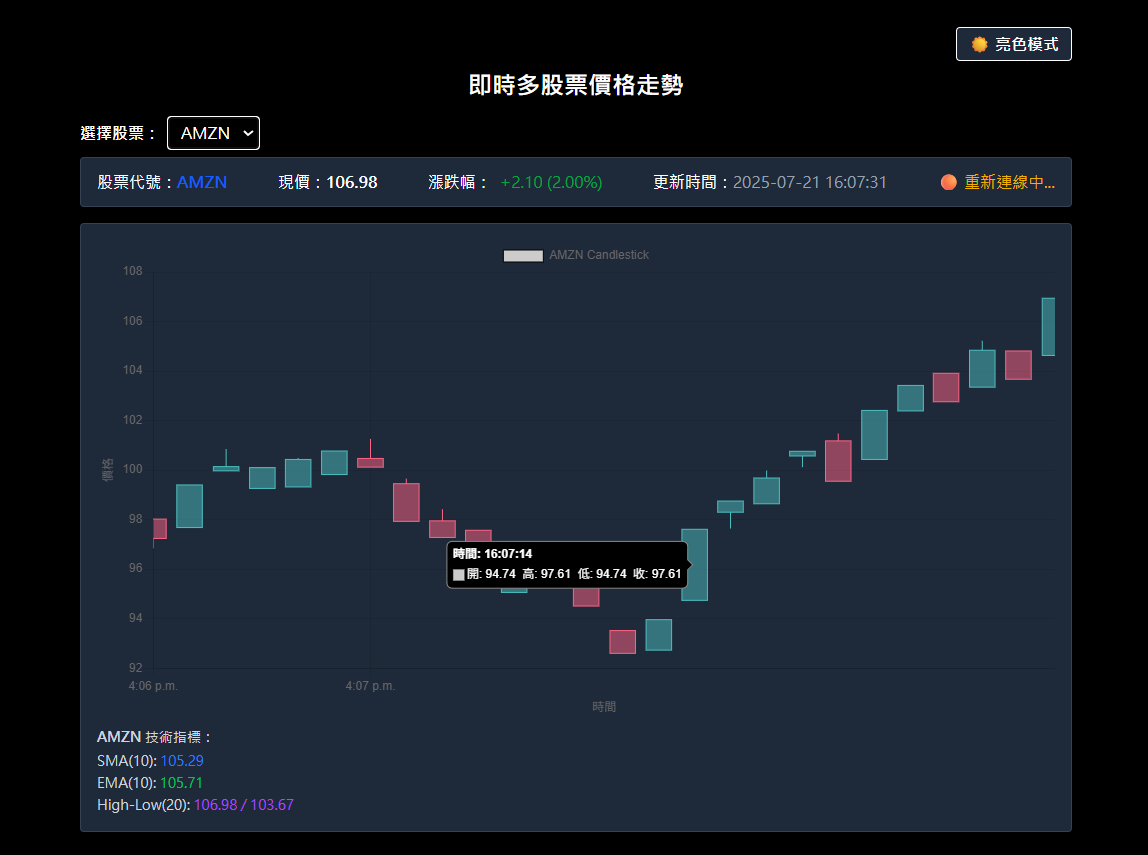 亮色模式
即時多股票價格走勢
選擇股票： AMZN
股票代號：AMZN 現價：106.98 漲跌幅： +2.10 (2.00%) 更新時間：2025-07-21 16:07:31 重新連線中...
AMZN Candlestick
108
106
104
102
100
98
96
94
92
價格
時間: 16:07:14
開: 94.74 高: 97.61 低: 94.74 收: 97.61
4:06 p.m. 4:07 p.m.
時間
AMZN 技術指標：
SMA(10): 105.29
EMA(10): 105.71
High-Low(20): 106.98 / 103.67